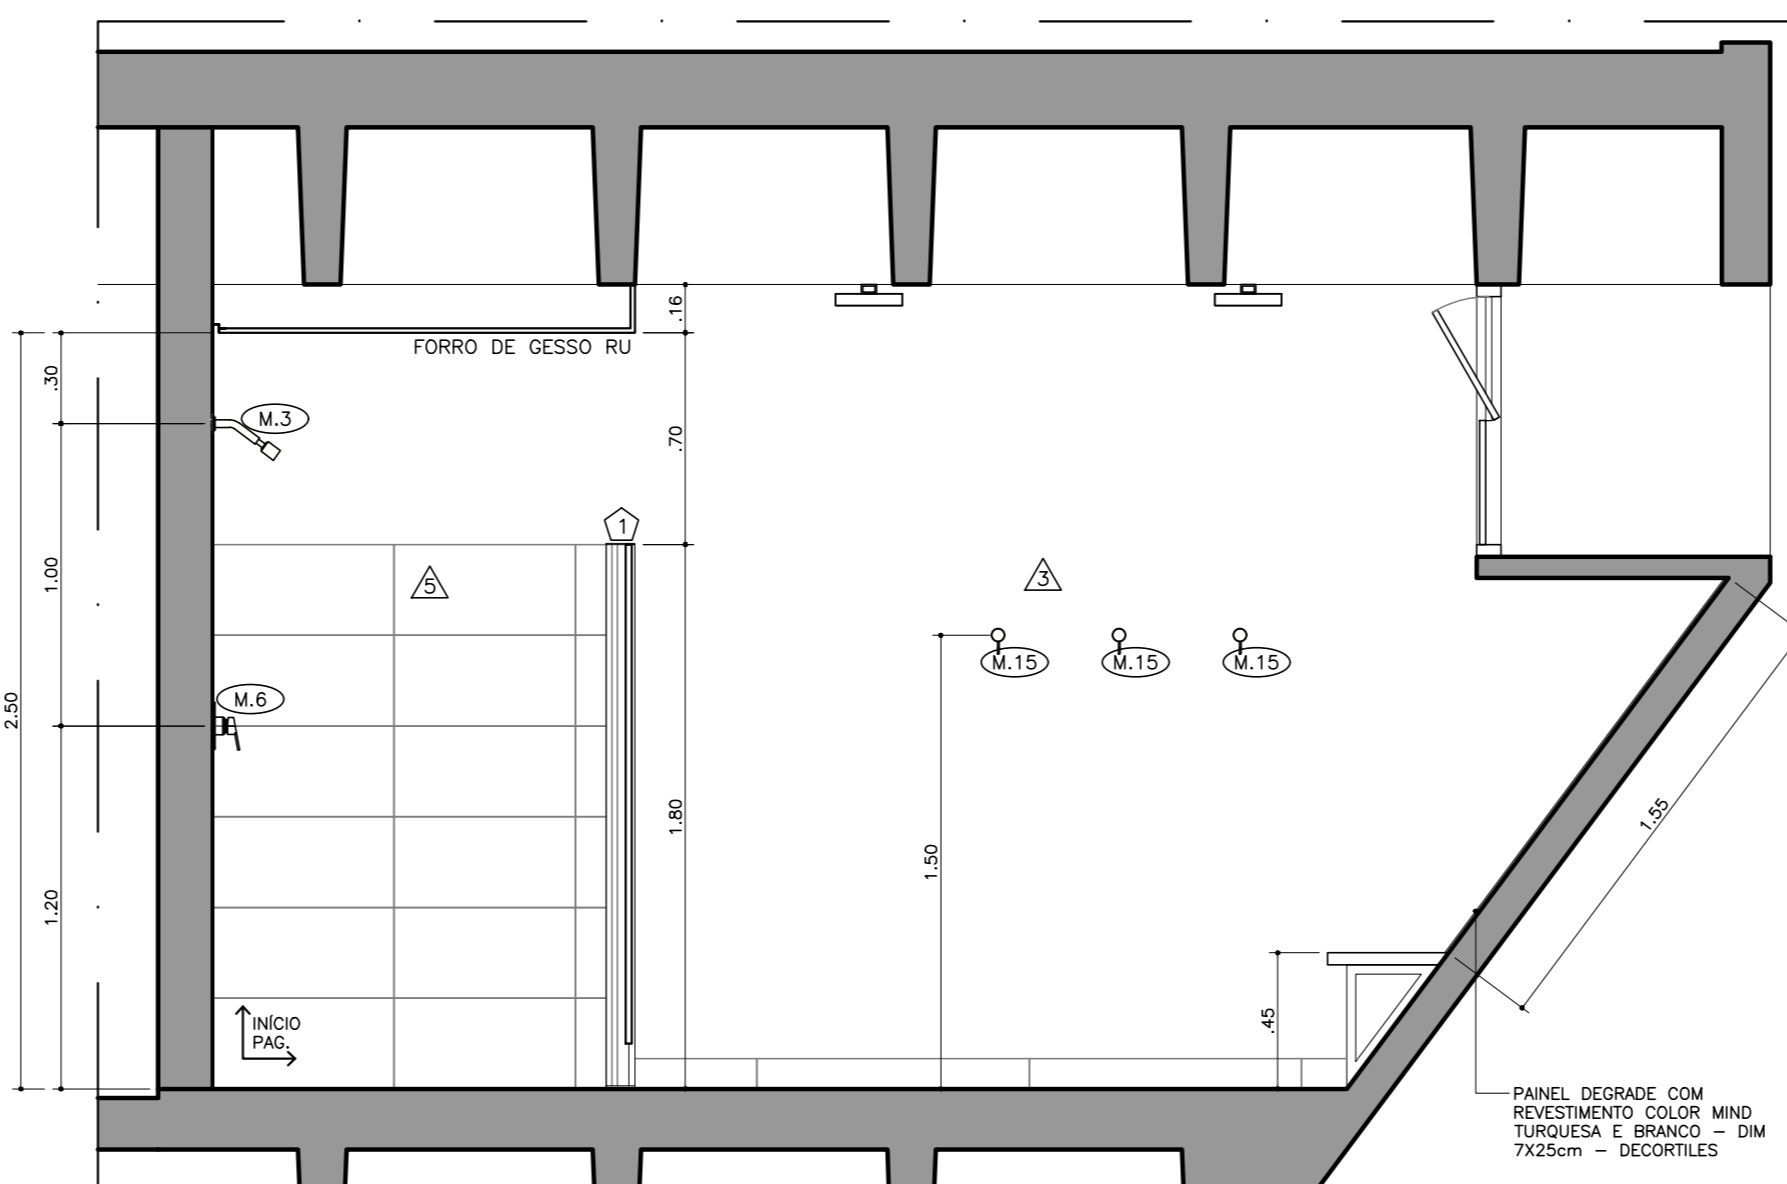 .16
FORRO DE GESSO RU
.30
M.3
.70
1
1.00
5
3
M.15
M.15
M.15
M.6
2.50
1.80
1.55
1.50
1.20
.45
INÍCIO
PAG.
PAINEL DEGRADE COM
REVESTIMENTO COLOR MIND
TURQUESA E BRANCO – DIM
7X25cm – DECORTILES